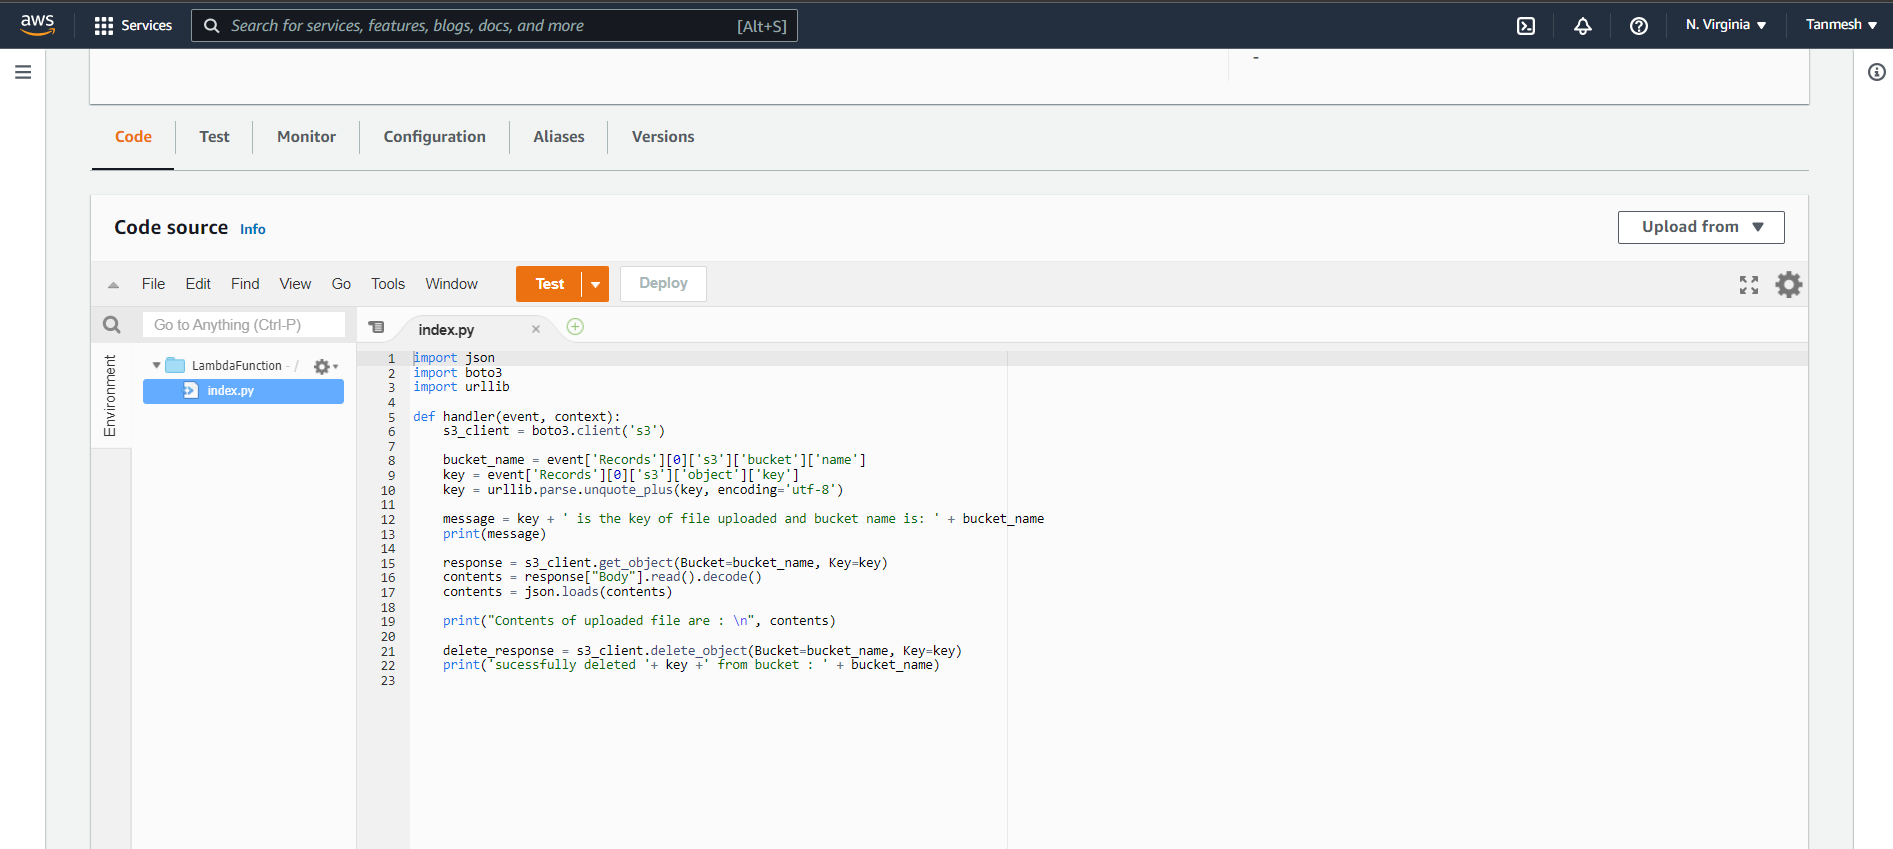 aws Services Search for services, features, blogs, docs, and more [Alt+S] N. Virginia Tanmesh
-
Code Test Monitor Configuration Aliases Versions
Code source Info Upload from
File Edit Find View Go Tools Window Test Deploy
Go to Anything (Ctrl-P) index.py
Environment
LambdaFunction - /
index.py
1 import json
2 import boto3
3 import urllib
4
5 def handler(event, context):
6 s3_client = boto3.client('s3')
7
8 bucket_name = event['Records'][0]['s3']['bucket']['name']
9 key = event['Records'][0]['s3']['object']['key']
10 key = urllib.parse.unquote_plus(key, encoding='utf-8')
11
12 message = key + ' is the key of file uploaded and bucket name is: ' + bucket_name
13 print(message)
14
15 response = s3_client.get_object(Bucket=bucket_name, Key=key)
16 contents = response["Body"].read().decode()
17 contents = json.loads(contents)
18
19 print("Contents of uploaded file are : \n", contents)
20
21 delete_response = s3_client.delete_object(Bucket=bucket_name, Key=key)
22 print('sucessfully deleted '+ key +' from bucket : ' + bucket_name)
23